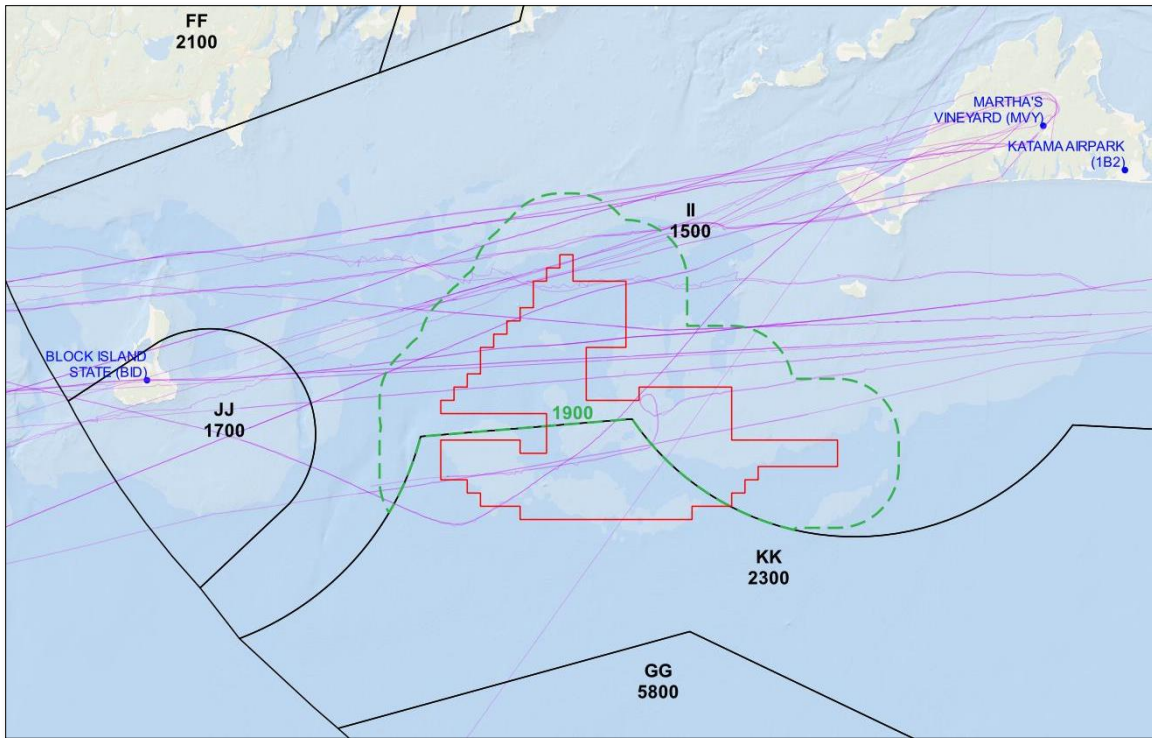 FF
2100
MARTHA'S
VINEYARD (MVY)
KATAMA AIRPARK
(1B2)
II
1500
BLOCK ISLAND
STATE (BID)
JJ
1700
1900
KK
2300
GG
5800